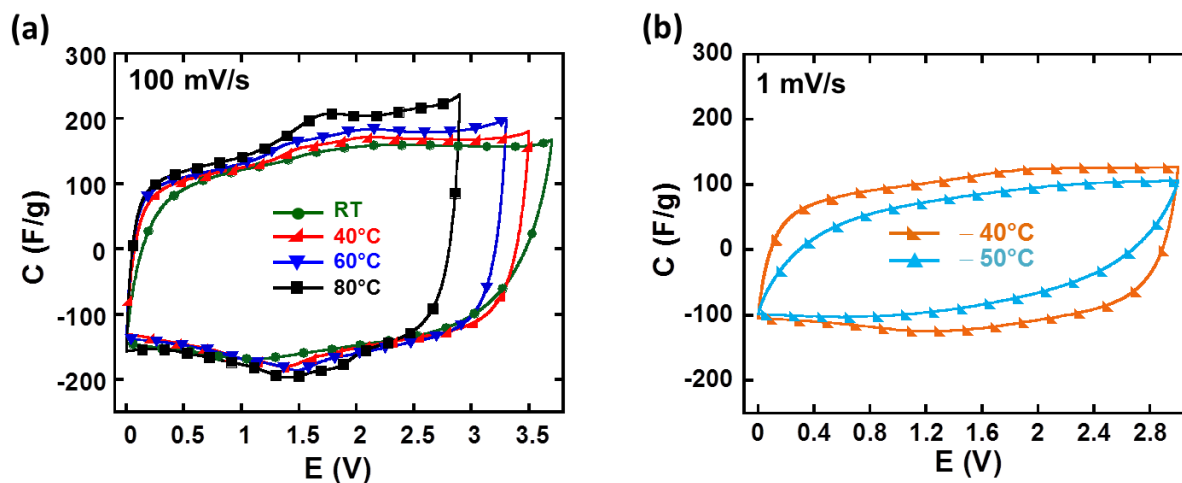 (a)
300
200
100
0
-100
-200
C (F/g)
100 mV/s
RT
40°C
60°C
80°C
0 0.5 1 1.5 2 2.5 3 3.5
E (V)
(b)
300
200
100
0
-100
-200
C (F/g)
1 mV/s
– 40°C
– 50°C
0 0.4 0.8 1.2 1.6 2 2.4 2.8
E (V)